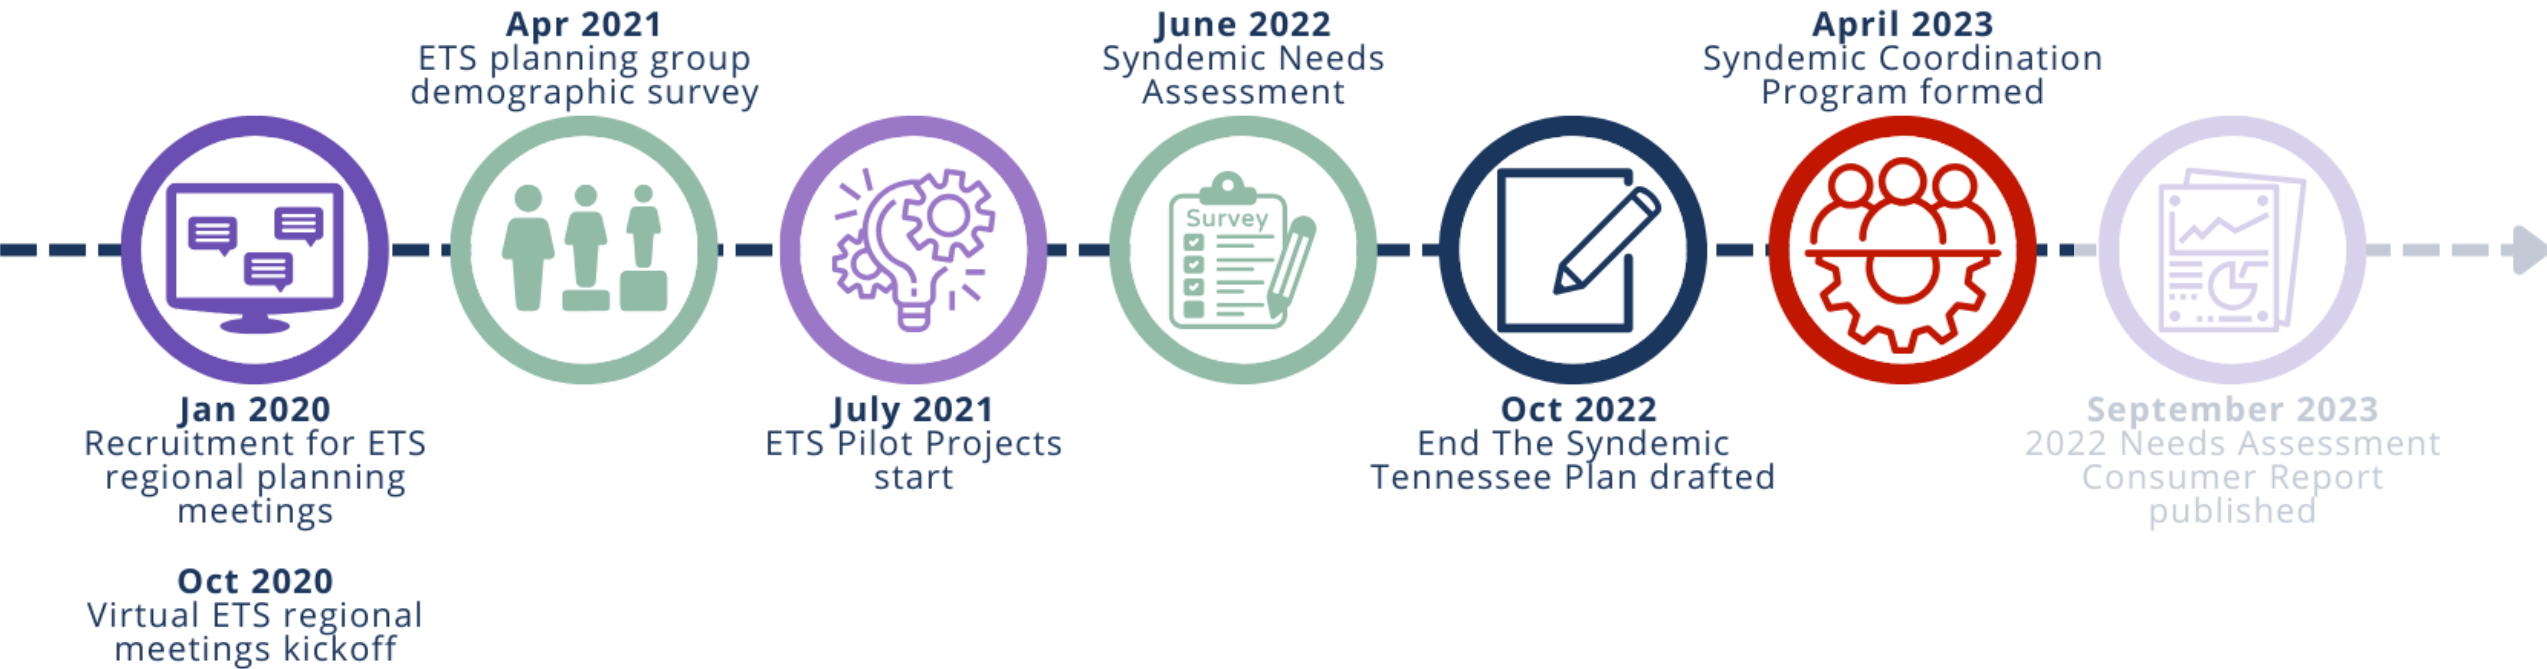 Jan 2020
Recruitment for ETS
regional planning
meetings
Oct 2020
Virtual ETS regional
meetings kickoff
Apr 2021
ETS planning group
demographic survey
July 2021
ETS Pilot Projects
start
June 2022
Syndemic Needs
Assessment
Survey
Oct 2022
End The Syndemic
Tennessee Plan drafted
April 2023
Syndemic Coordination
Program formed
September 2023
2022 Needs Assessment
Consumer Report
published